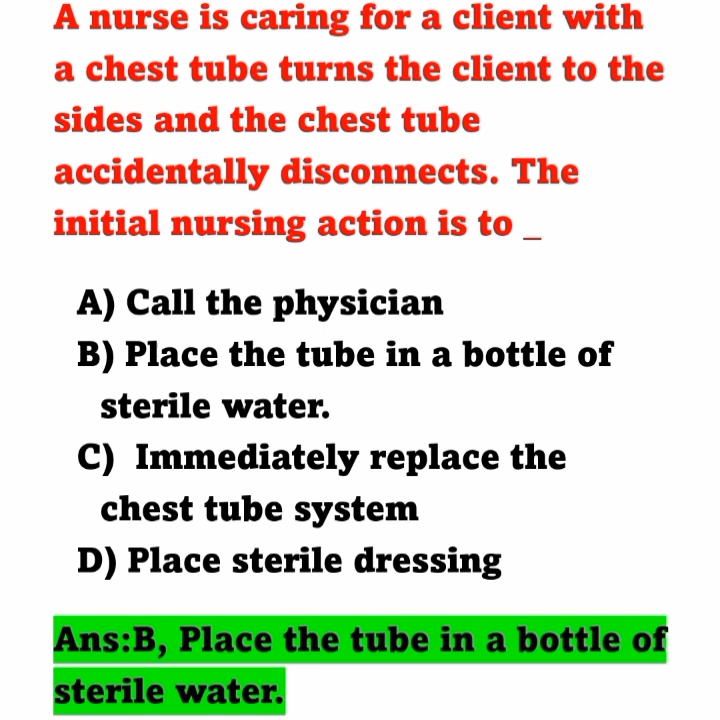 A nurse is caring for a client with
a chest tube turns the client to the
sides and the chest tube
accidentally disconnects. The
initial nursing action is to _
A) Call the physician
B) Place the tube in a bottle of
sterile water.
C) Immediately replace the
chest tube system
D) Place sterile dressing
Ans:B, Place the tube in a bottle of
sterile water.